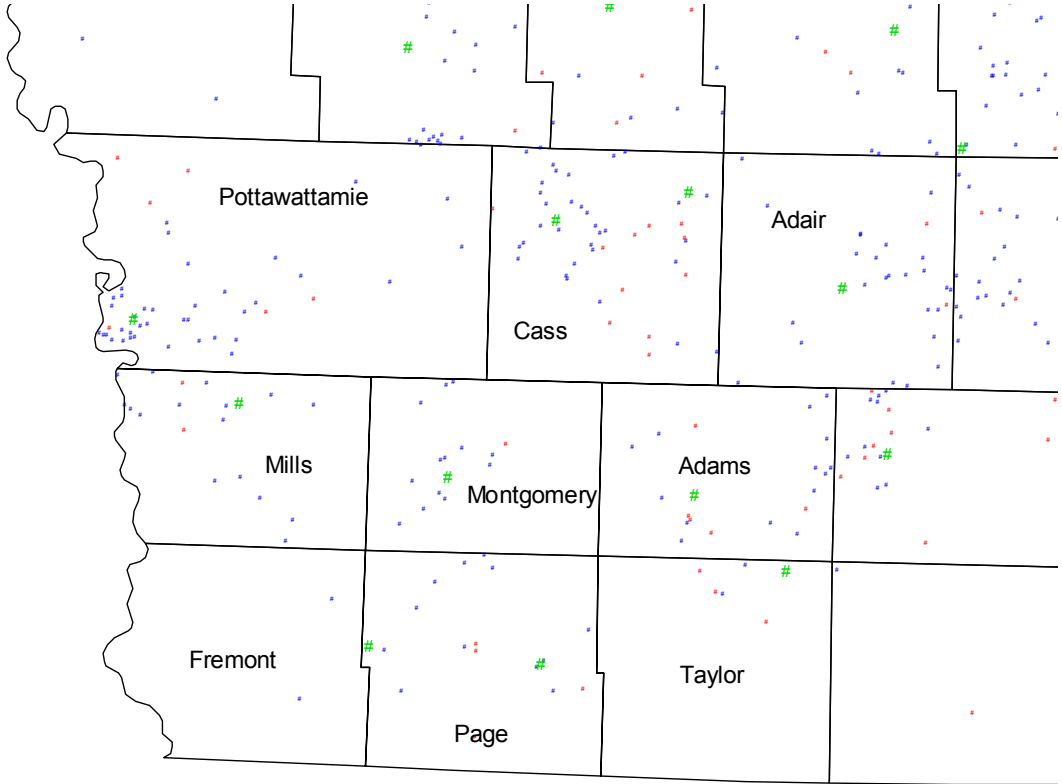 Pottawattamie
Adair
Cass
Mills
Adams
Montgomery
Fremont
Taylor
Page